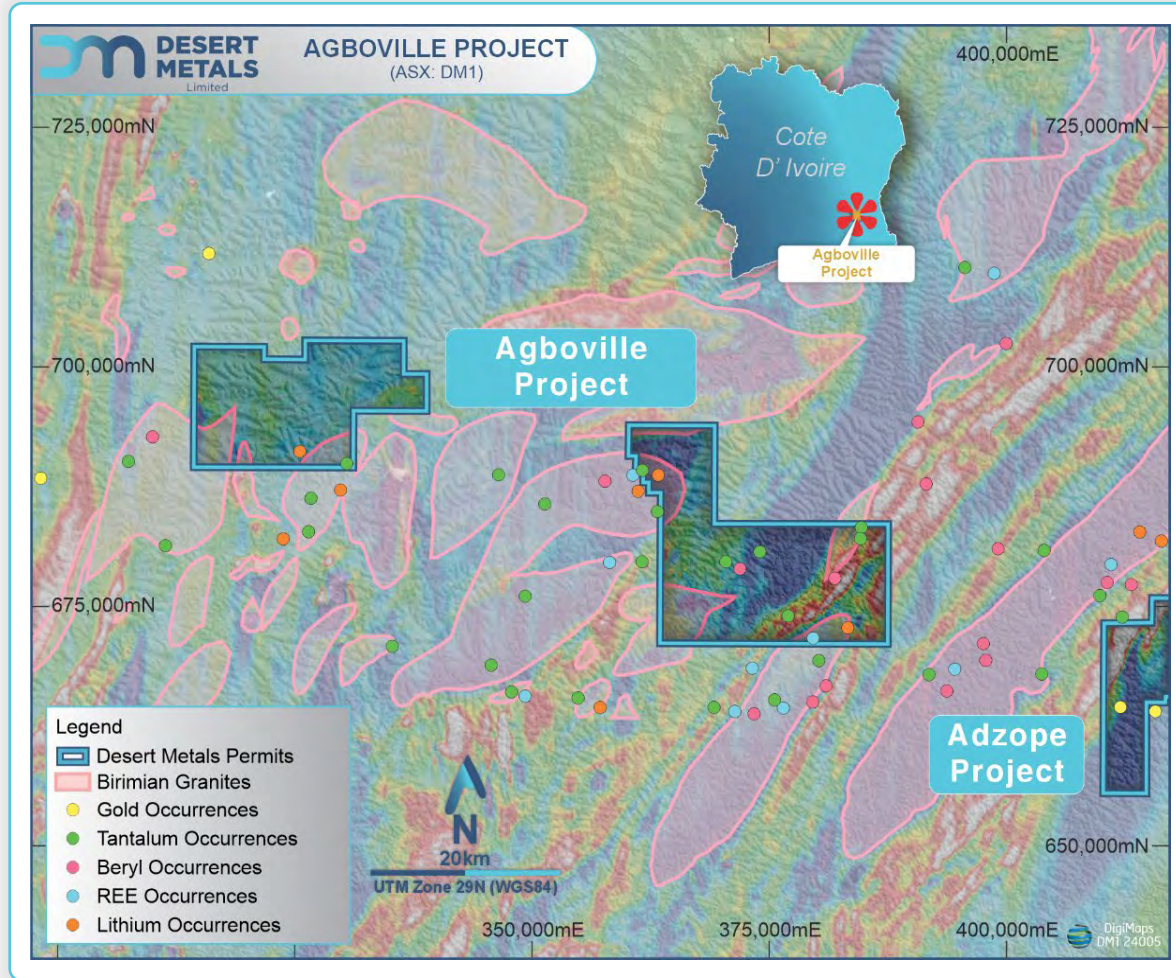 DESERT
METALS
Limited
AGBOVILLE PROJECT
(ASX: DM1)
400,000mE
725,000mN
725,000mN
Cote
D' Ivoire
Agboville
Project
700,000mN
Agboville
Project
700,000mN
675,000mN
675,000mN
Legend
Desert Metals Permits
Birimian Granites
Gold Occurrences
Tantalum Occurrences
Beryl Occurrences
REE Occurrences
Lithium Occurrences
N
20km
UTM Zone 29N (WGS84)
Adzope
Project
650,000mN
350,000mE
375,000mE
400,000mE
DigiMaps
DM1 24005